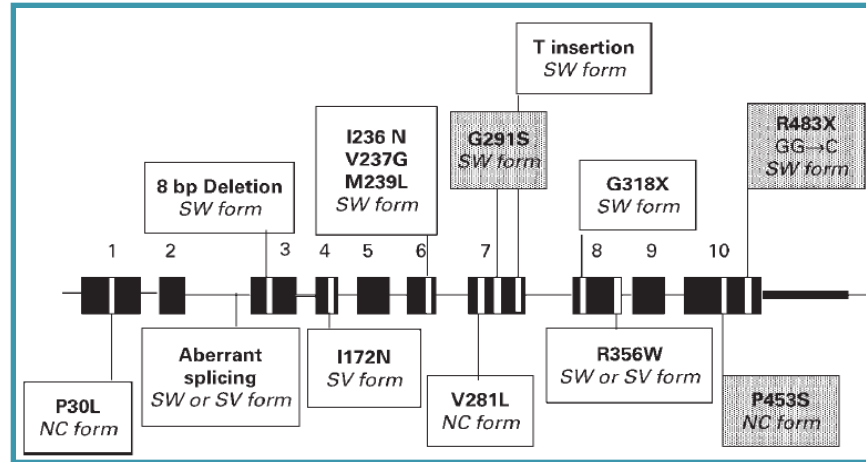 T insertion
SW form
I236 N
V237G
M239L
SW form
G291S
SW form
R483X
GG→C
SW form
8 bp Deletion
SW form
G318X
SW form
1 2 3 4 5 6 7 8 9 10
Aberrant
splicing
SW or SV form
I172N
SV form
R356W
SW or SV form
P30L
NC form
V281L
NC form
P453S
NC form